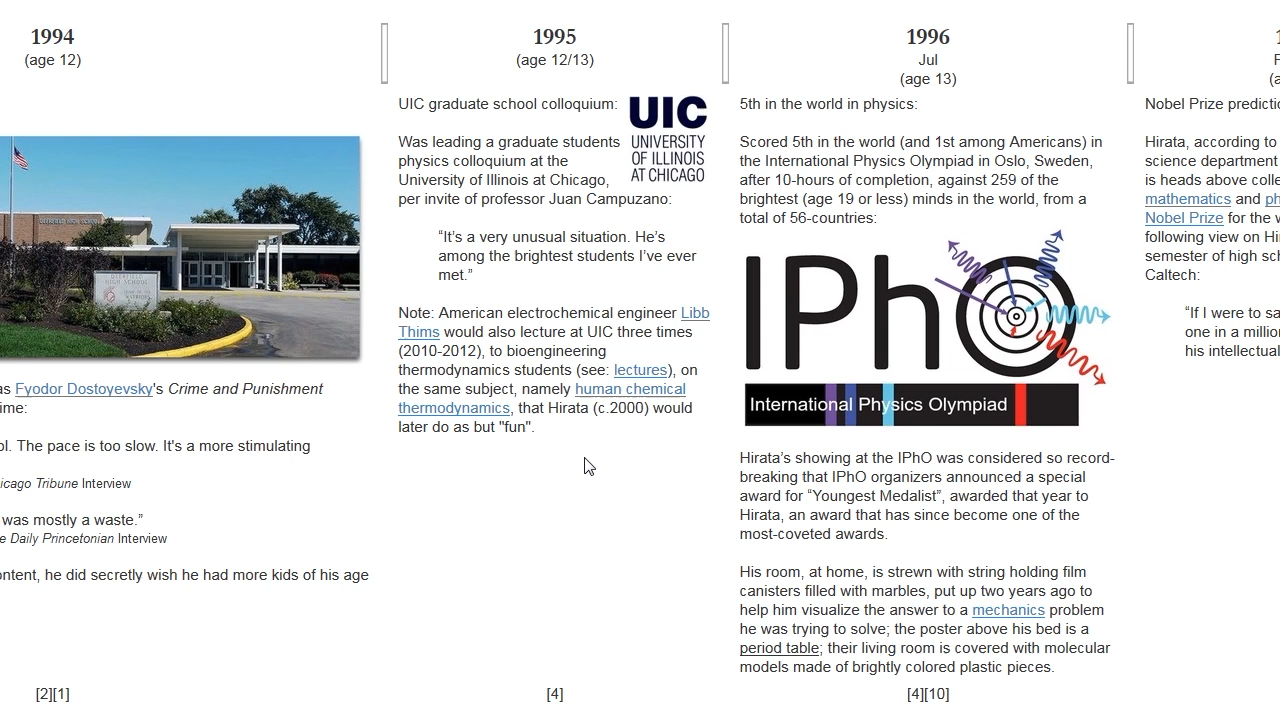 1994
(age 12)
DEERFIELD
HIGH SCHOOL
as Fyodor Dostoyevsky's Crime and Punishment
ime:
ol. The pace is too slow. It's a more stimulating
icago Tribune Interview
was mostly a waste.”
e Daily Princetonian Interview
ontent, he did secretly wish he had more kids of his age
[2][1]
1995
(age 12/13)
UIC graduate school colloquium:
UIC
UNIVERSITY
OF ILLINOIS
AT CHICAGO
Was leading a graduate students
physics colloquium at the
University of Illinois at Chicago,
per invite of professor Juan Campuzano:
“It’s a very unusual situation. He’s
among the brightest students I’ve ever
met.”
Note: American electrochemical engineer Libb
Thims would also lecture at UIC three times
(2010-2012), to bioengineering
thermodynamics students (see: lectures), on
the same subject, namely human chemical
thermodynamics, that Hirata (c.2000) would
later do as but "fun".
[4]
1996
Jul
(age 13)
5th in the world in physics:
Scored 5th in the world (and 1st among Americans) in
the International Physics Olympiad in Oslo, Sweden,
after 10-hours of completion, against 259 of the
brightest (age 19 or less) minds in the world, from a
total of 56-countries:
IPhO
International Physics Olympiad
Hirata’s showing at the IPhO was considered so record-
breaking that IPhO organizers announced a special
award for “Youngest Medalist”, awarded that year to
Hirata, an award that has since become one of the
most-coveted awards.
His room, at home, is strewn with string holding film
canisters filled with marbles, put up two years ago to
help him visualize the answer to a mechanics problem
he was trying to solve; the poster above his bed is a
period table; their living room is covered with molecular
models made of brightly colored plastic pieces.
[4][10]
Nobel Prize predictio
Hirata, according to
science department
is heads above colle
mathematics and ph
Nobel Prize for the w
following view on Hi
semester of high sch
Caltech:
“If I were to sa
one in a million
his intellectual